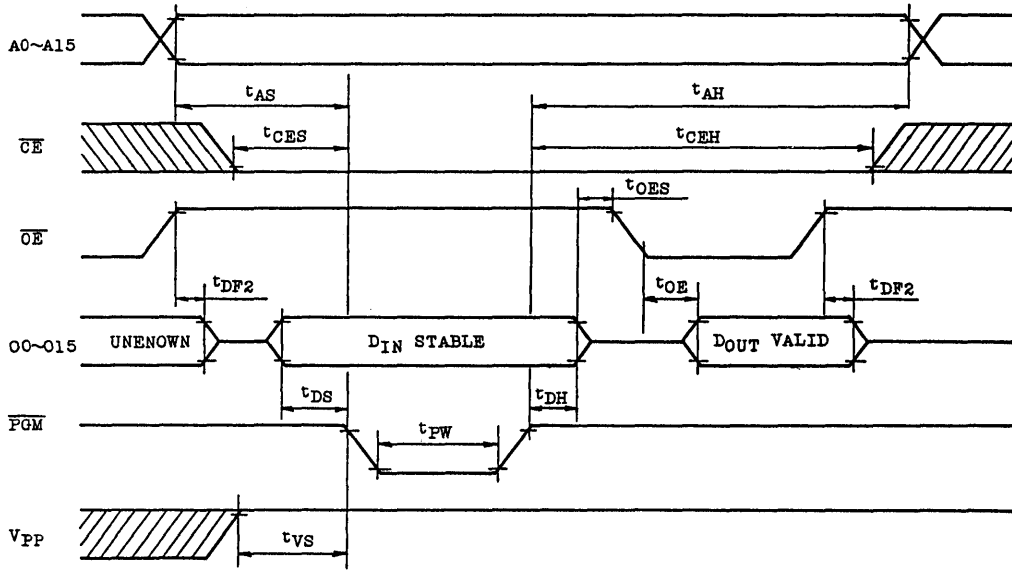 A0~A15
tAS
tAH
CE
tCES
tCEH
tOES
OE
tDF2
tOE
tDF2
O0~O15
UNENOWN
DIN STABLE
DOUT VALID
tDS
tDH
PGM
tPW
VPP
tVS